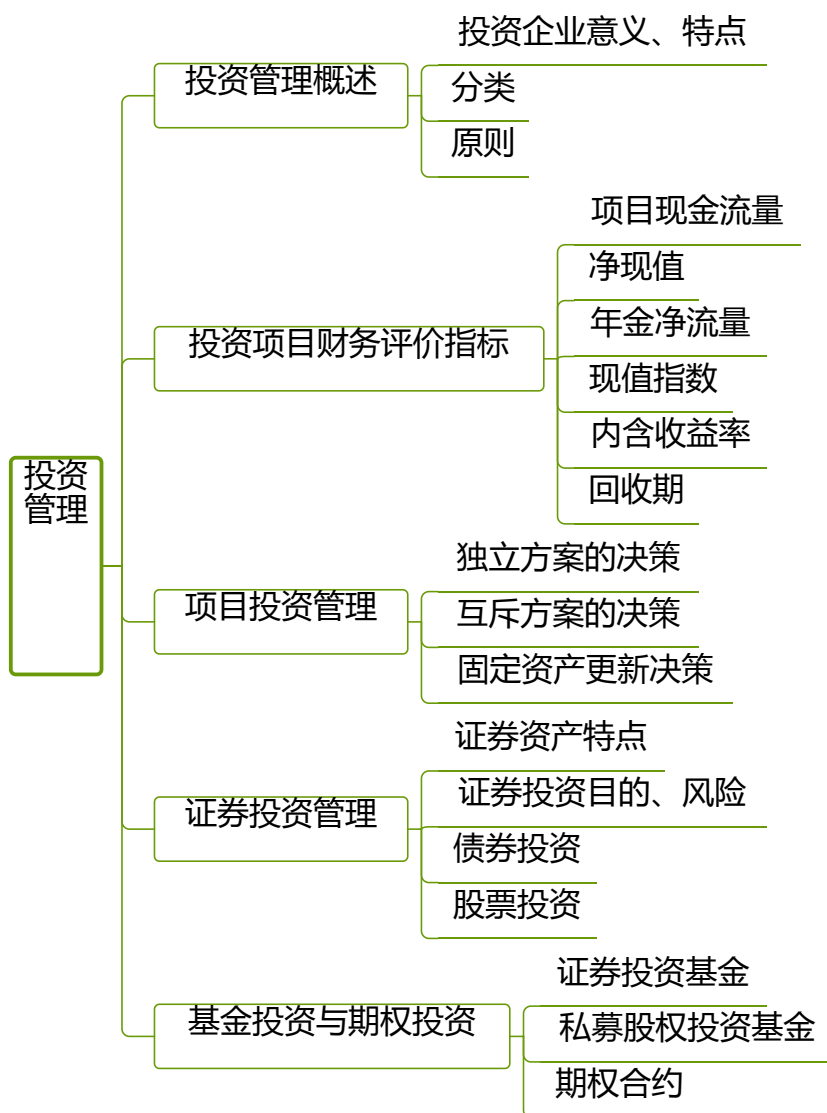 投资
管理
投资管理概述
投资企业意义、特点
分类
原则
投资项目财务评价指标
项目现金流量
净现值
年金净流量
现值指数
内含收益率
回收期
项目投资管理
独立方案的决策
互斥方案的决策
固定资产更新决策
证券投资管理
证券资产特点
证券投资目的、风险
债券投资
股票投资
基金投资与期权投资
证券投资基金
私募股权投资基金
期权合约